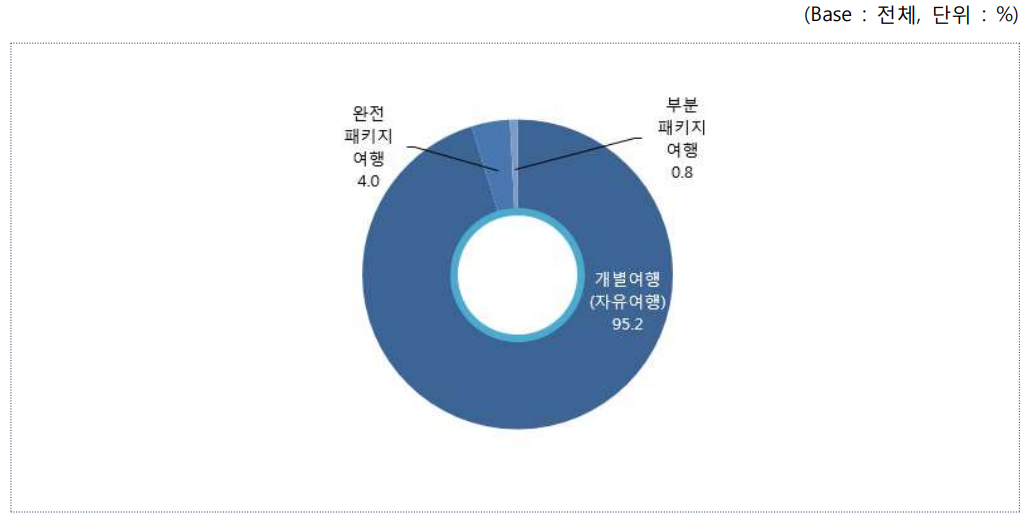 (Base : 전체, 단위 : %)
완전
패키지
여행
4.0
부분
패키지
여행
0.8
개별여행
(자유여행)
95.2